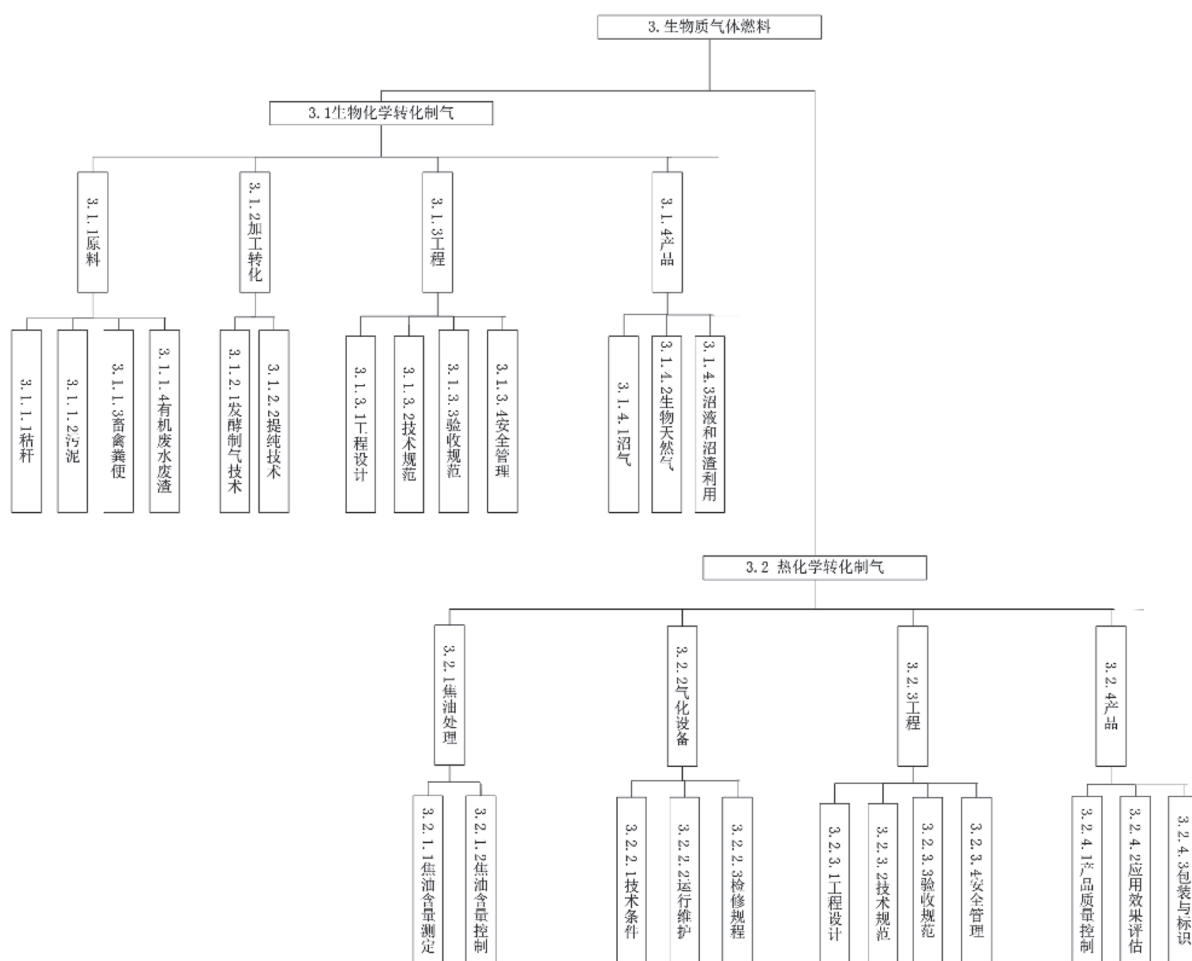 3.生物质气体燃料
3.1生物化学转化制气
3.1.1原料
3.1.2加工转化
3.1.3工程
3.1.4产品
3.1.1.1秸秆
3.1.1.2污泥
3.1.1.3畜禽粪便
3.1.1.4有机废水废渣
3.1.2.1发酵制气技术
3.1.2.2提纯技术
3.1.3.1工程设计
3.1.3.2技术规范
3.1.3.3验收规范
3.1.3.4安全管理
3.1.4.1沼气
3.1.4.2生物天然气
3.1.4.3沼液和沼渣利用
3.2 热化学转化制气
3.2.1焦油处理
3.2.2气化设备
3.2.3工程
3.2.4产品
3.2.1.1焦油含量测定
3.2.1.2焦油含量控制
3.2.2.1技术条件
3.2.2.2运行维护
3.2.2.3检修规程
3.2.3.1工程设计
3.2.3.2技术规范
3.2.3.3验收规范
3.2.3.4安全管理
3.2.4.1产品质量控制
3.2.4.2应用效果评估
3.2.4.3包装与标识